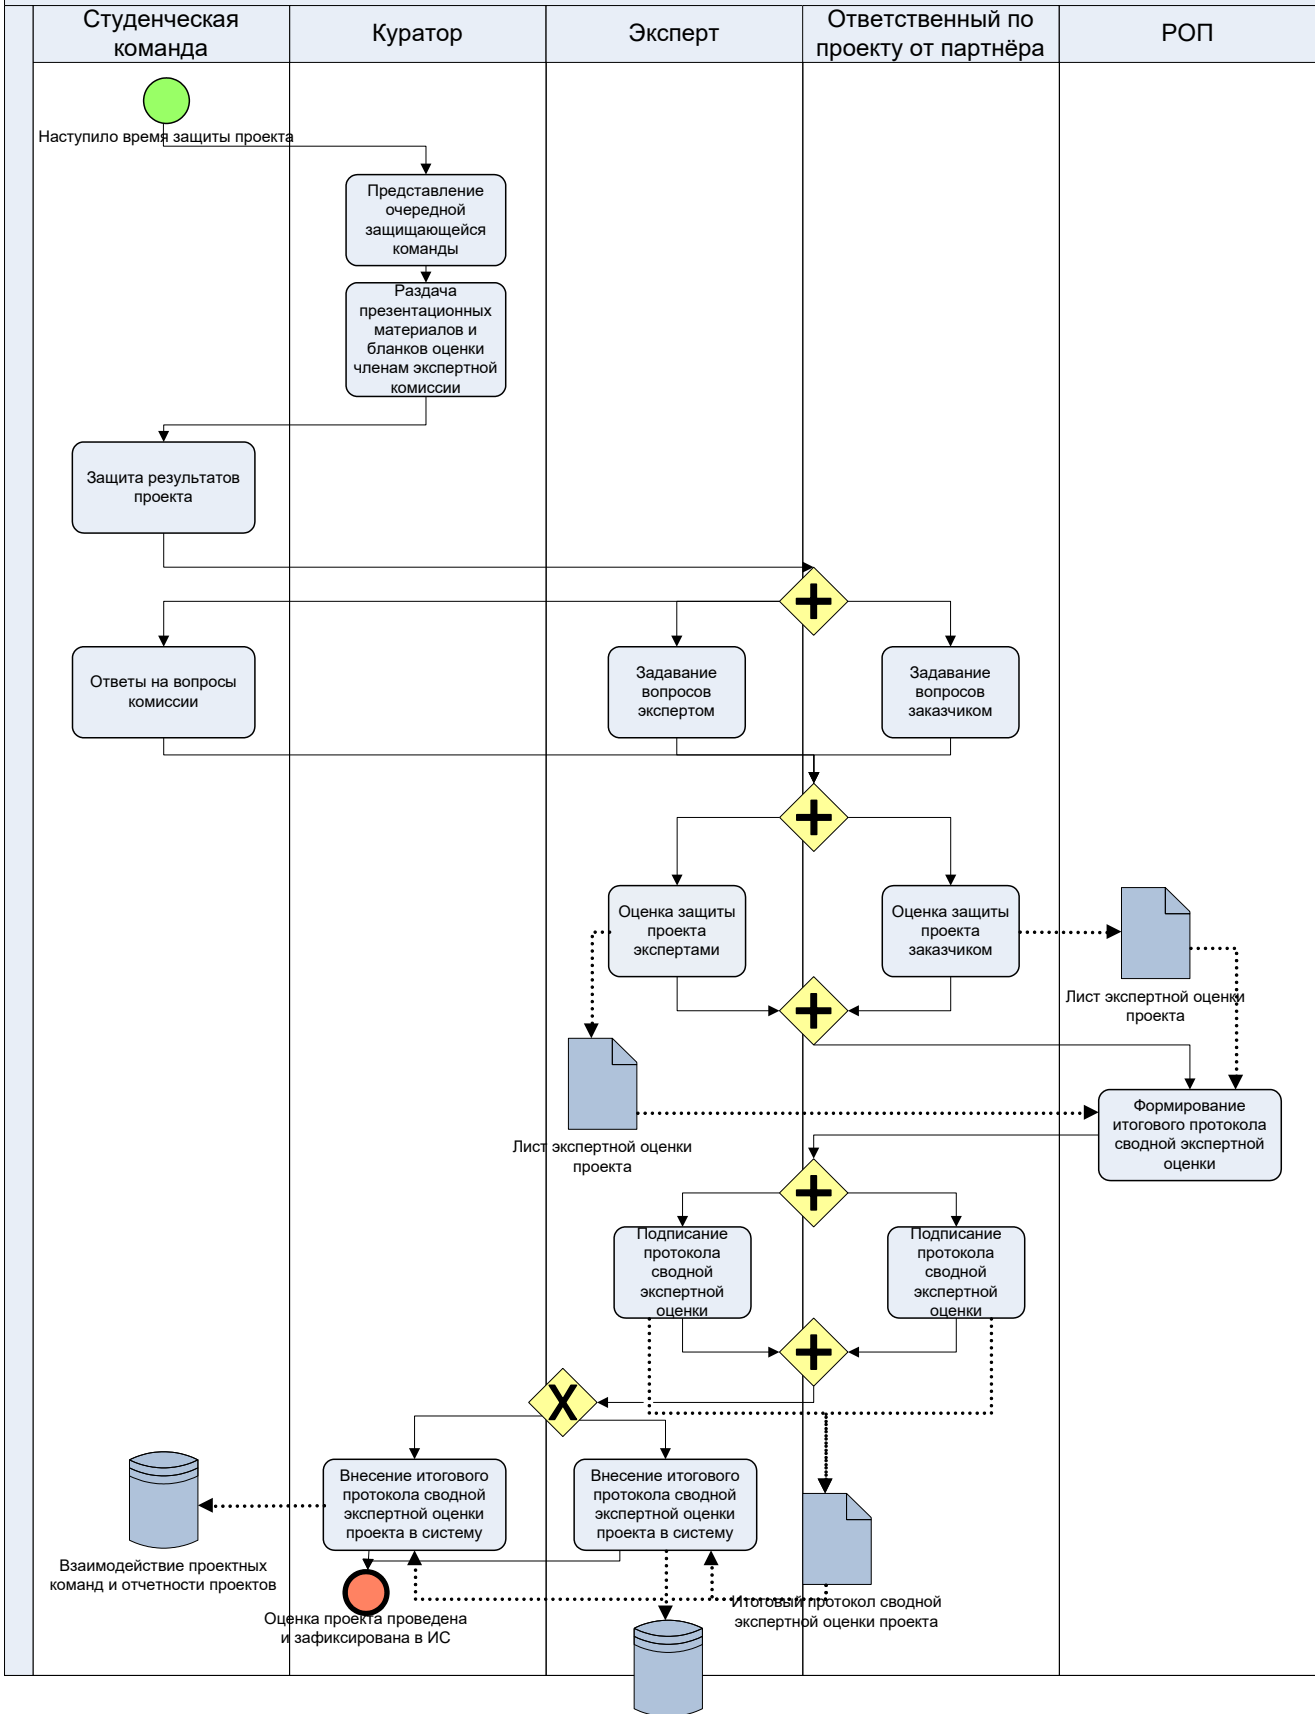 Студенческая
команда
Куратор
Эксперт
Ответственный по
проекту от партнёра
РОП
Наступило время защиты проекта
Представление
очередной
защищающейся
команды
Раздача
презентационных
материалов и
бланков оценки
членам экспертной
комиссии
Защита результатов
проекта
Ответы на вопросы
комиссии
Задавание
вопросов
экспертом
Задавание
вопросов
заказчиком
Оценка защиты
проекта
экспертами
Оценка защиты
проекта
заказчиком
Лист экспертной оценки
проекта
Лист экспертной оценки
проекта
Формирование
итогового протокола
сводной экспертной
оценки
Подписание
протокола
сводной
экспертной
оценки
Подписание
протокола
сводной
экспертной
оценки
X
Внесение итогового
протокола сводной
экспертной оценки
проекта в систему
Внесение итогового
протокола сводной
экспертной оценки
проекта в систему
Взаимодействие проектных
команд и отчетности проектов
Оценка проекта проведена
и зафиксирована в ИС
Итоговый протокол сводной
экспертной оценки проекта